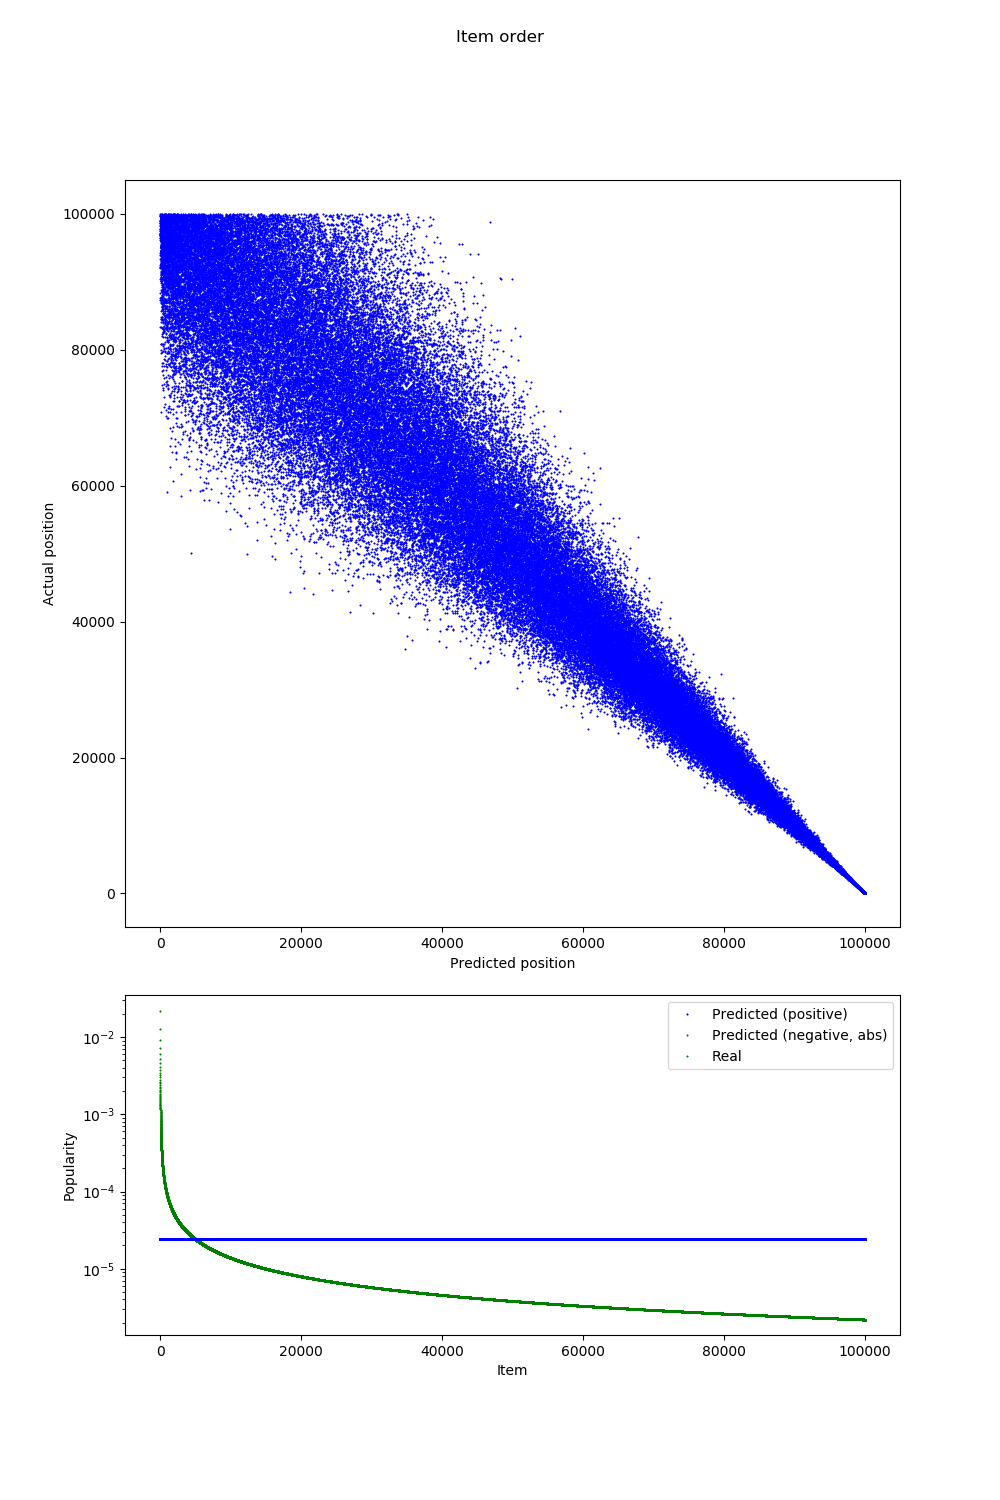 Item order
100000
80000
60000
40000
20000
0
Actual position
0 20000 40000 60000 80000 100000
Predicted position
Predicted (positive)
Predicted (negative, abs)
Real
10⁻²
10⁻³
10⁻⁴
10⁻⁵
Popularity
0 20000 40000 60000 80000 100000
Item